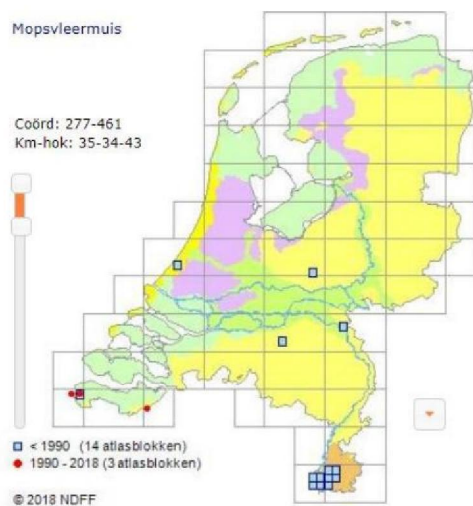 Mopsvleermuis
Coörd: 277-461
Km-hok: 35-34-43
< 1990 (14 atlasblokken)
1990 - 2018 (3 atlasblokken)
© 2018 NDFF